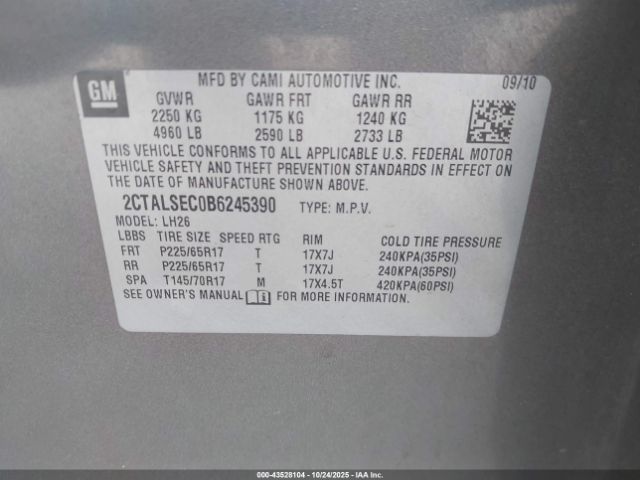 GM
MFD BY CAMI AUTOMOTIVE INC. 09/10
GVWR GAWR FRT GAWR RR
2250 KG 1175 KG 1240 KG
4960 LB 2590 LB 2733 LB
THIS VEHICLE CONFORMS TO ALL APPLICABLE U.S. FEDERAL MOTOR
VEHICLE SAFETY AND THEFT PREVENTION STANDARDS IN EFFECT ON
THE DATE OF MANUFACTURE SHOWN ABOVE.
2CTALSEC0B6245390 TYPE: M.P.V.
MODEL: LH26
LBBS TIRE SIZE SPEED RTG RIM COLD TIRE PRESSURE
FRT P225/65R17 T 17X7J 240KPA(35PSI)
RR P225/65R17 T 17X7J 240KPA(35PSI)
SPA T145/70R17 M 17X4.5T 420KPA(60PSI)
SEE OWNER'S MANUAL FOR MORE INFORMATION.
000-43528104 - 10/24/2025 - COPYRIGHT © IAA, LLC